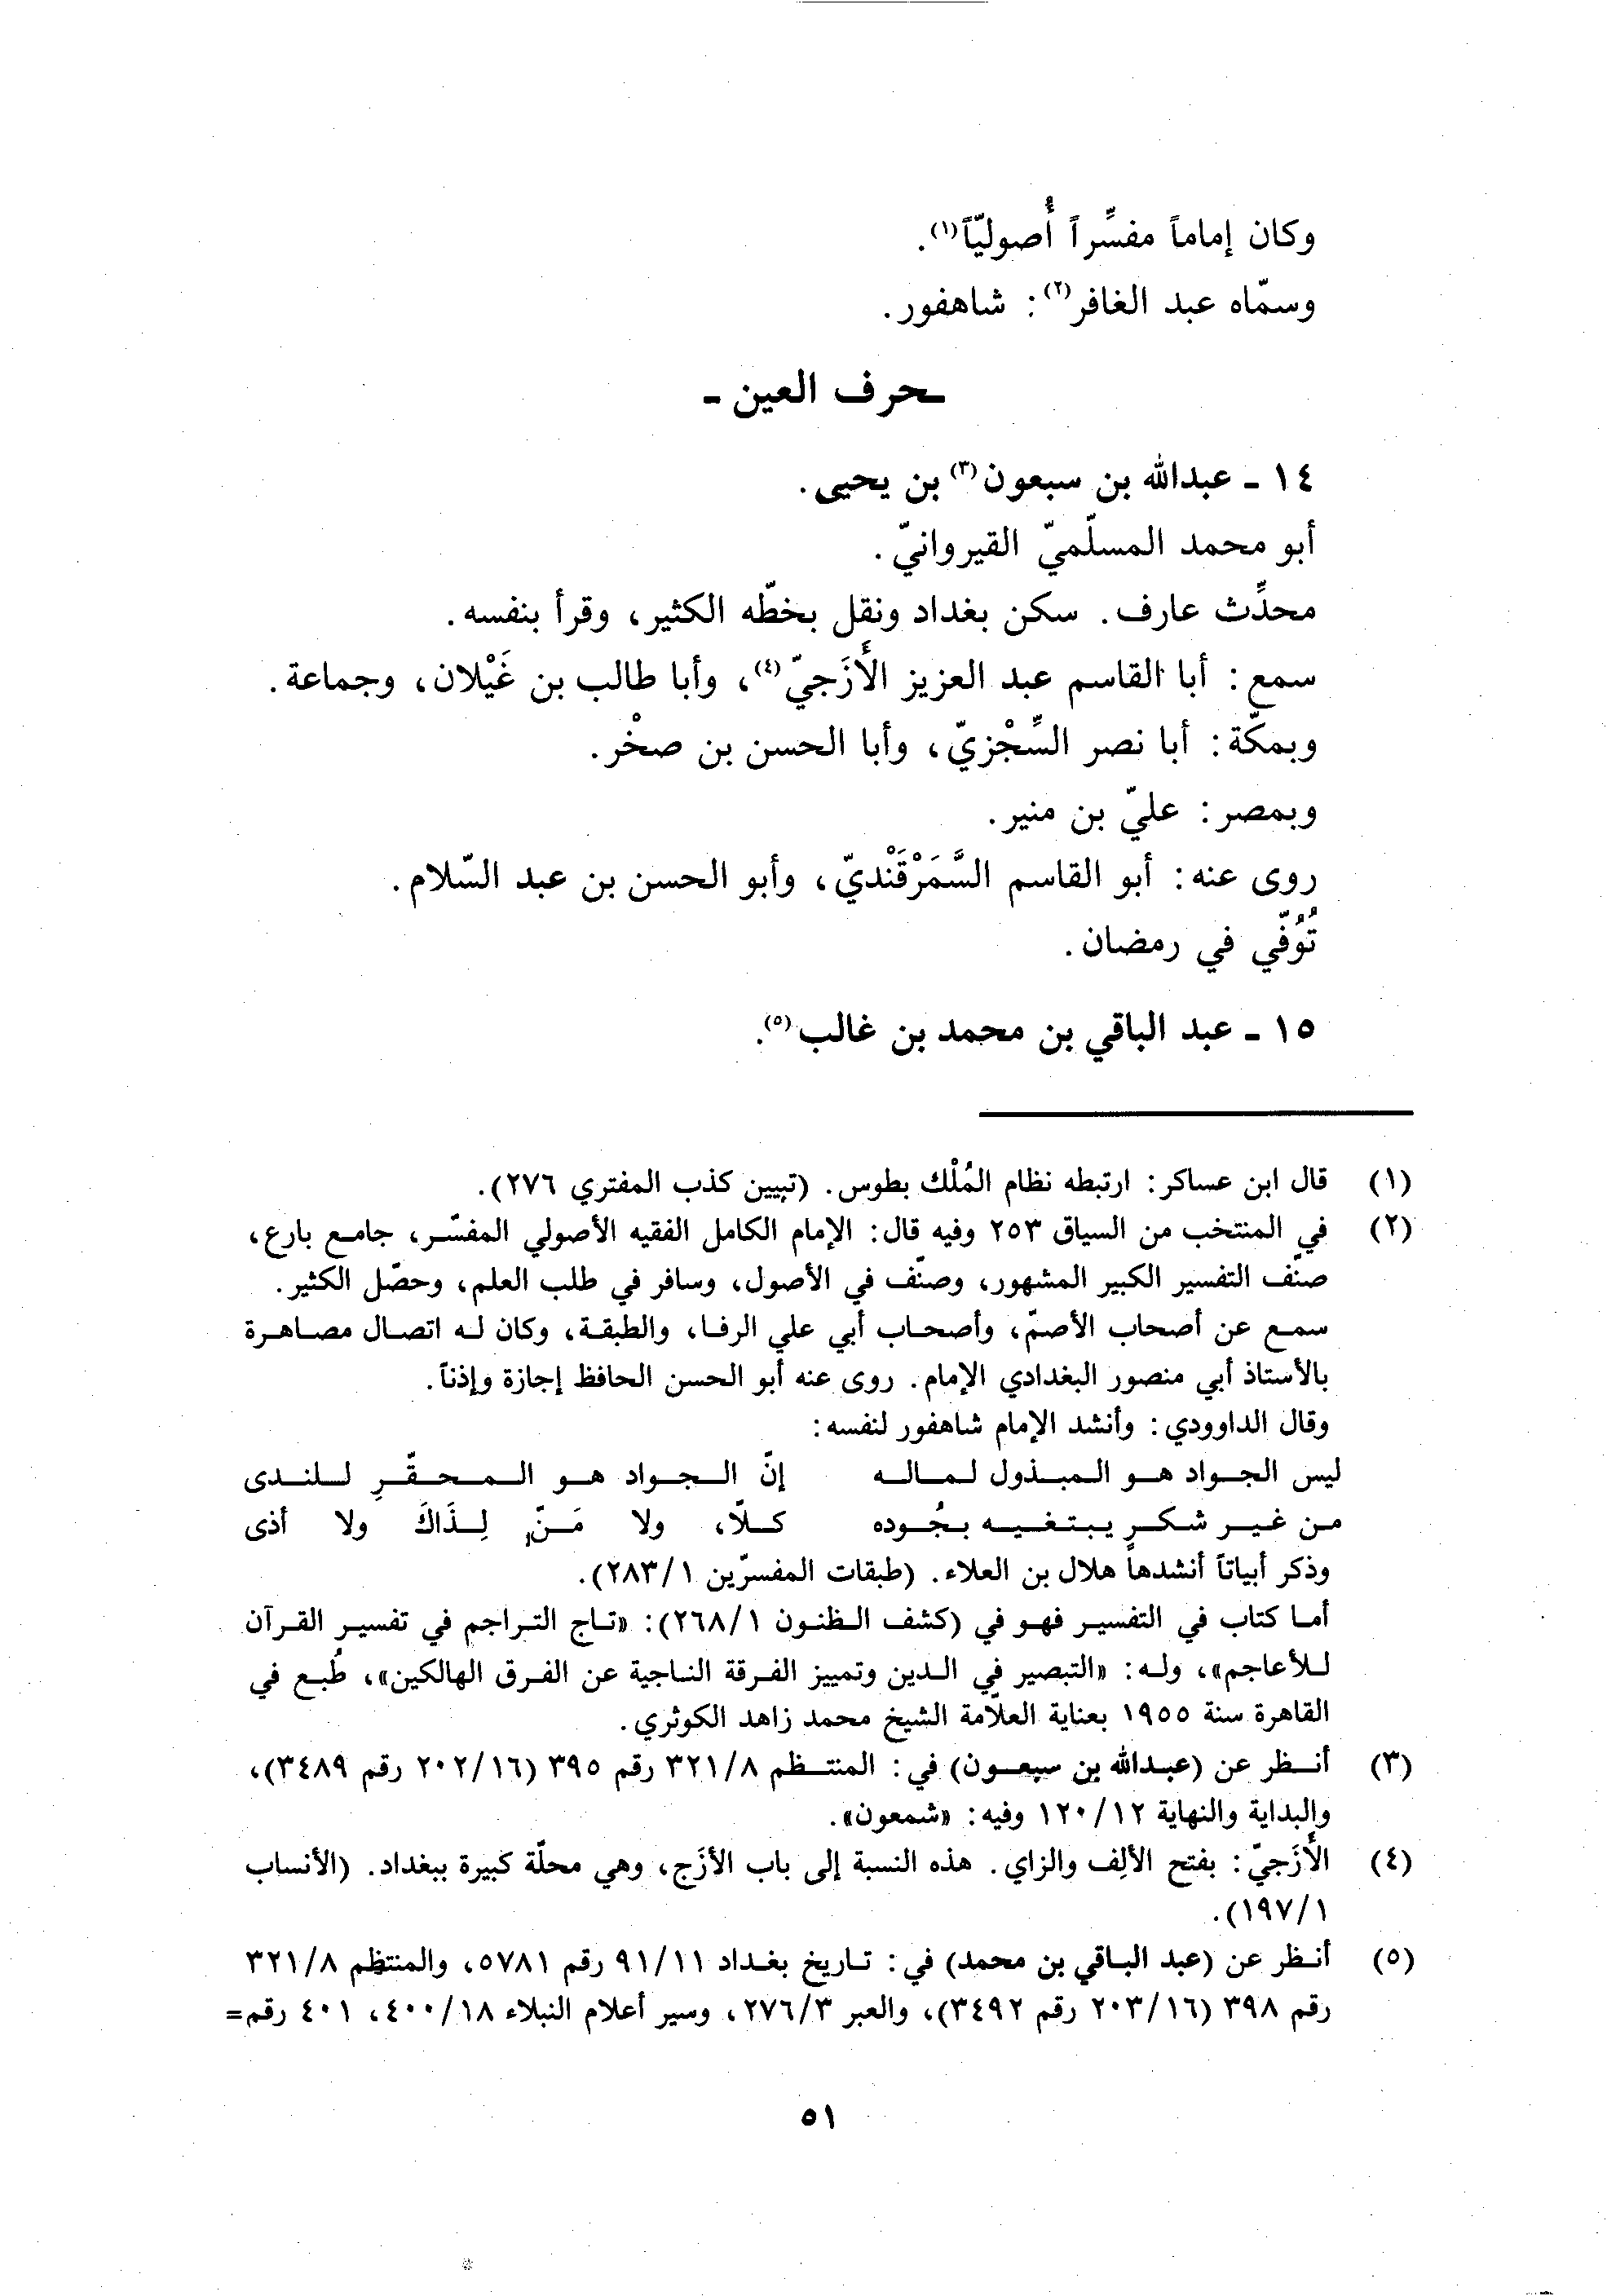 وكان إماماً مفسِّراً أُصوليّاً(١).
وسمّاه عبد الغافر(٢): شاهفور.
ـ حرف العين ـ
١٤ ـ عبدالله بن سبعون(٣) بن يحيى.
أبو محمد المسلّميّ القيروانيّ.
محدِّث عارف. سكن بغداد ونقل بخطّه الكثير، وقرأ بنفسه.
سمع: أبا القاسم عبد العزيز الأَزَجيّ(٤)، وأبا طالب بن غَيْلان، وجماعة.
وبمكّة: أبا نصر السِّجْزيّ، وأبا الحسن بن صخْر.
وبمصر: عليّ بن منير.
روى عنه: أبو القاسم السَّمَرْقَنْديّ، وأبو الحسن بن عبد السّلام.
تُوُفّي في رمضان.
١٥ ـ عبد الباقي بن محمد بن غالب(٥).
(١) قال ابن عساكر: ارتبطه نظام المُلْك بطوس. (تبيين كذب المفتري ٢٧٦).
(٢) في المنتخب من السياق ٢٥٣ وفيه قال: الإمام الكامل الفقيه الأصولي المفسّر، جامع بارع،
صنّف التفسير الكبير المشهور، وصنّف في الأصول، وسافر في طلب العلم، وحصّل الكثير.
سمع عن أصحاب الأصمّ، وأصحاب أبي علي الرفا، والطبقة، وكان له اتصال مصاهرة
بالأستاذ أبي منصور البغدادي الإمام. روى عنه أبو الحسن الحافظ إجازة وإذناً.
وقال الداوودي: وأنشد الإمام شاهفور لنفسه:
ليس الجواد هو المبذول لماله إنّ الجواد هو المحقّرِ للندى
من غير شكر يبتغيه بجُوده كلّا، ولا مَنّ لِذَاكَ ولا أذى
وذكر أبياتاً أنشدها هلال بن العلاء. (طبقات المفسرّين ٢٨٣/١).
أما كتاب في التفسير فهو في (كشف الظنون ٢٦٨/١): «تاج التراجم في تفسير القرآن
للأعاجم»، وله: «التبصير في الدين وتمييز الفرقة الناجية عن الفرق الهالكين»، طُبع في
القاهرة سنة ١٩٥٥ بعناية العلاّمة الشيخ محمد زاهد الكوثري.
(٣) أنظر عن (عبدالله بن سبعون) في: المنتظم ٣٢١/٨ رقم ٣٩٥ (٢٠٢/١٦ رقم ٣٤٨٩)،
والبداية والنهاية ١٢٠/١٢ وفيه: «شمعون».
(٤) الأَزَجيّ: بفتح الألِف والزاي. هذه النسبة إلى باب الأزَج، وهي محلّة كبيرة ببغداد. (الأنساب
١٩٧/١).
(٥) أنظر عن (عبد الباقي بن محمد) في: تاريخ بغداد ٩١/١١ رقم ٥٧٨١، والمنتظم ٣٢١/٨
رقم ٣٩٨ (٢٠٣/١٦ رقم ٣٤٩٢)، والعبر ٢٧٦/٣، وسير أعلام النبلاء ٤٠٠/١٨، ٤٠١ رقم=
٥١